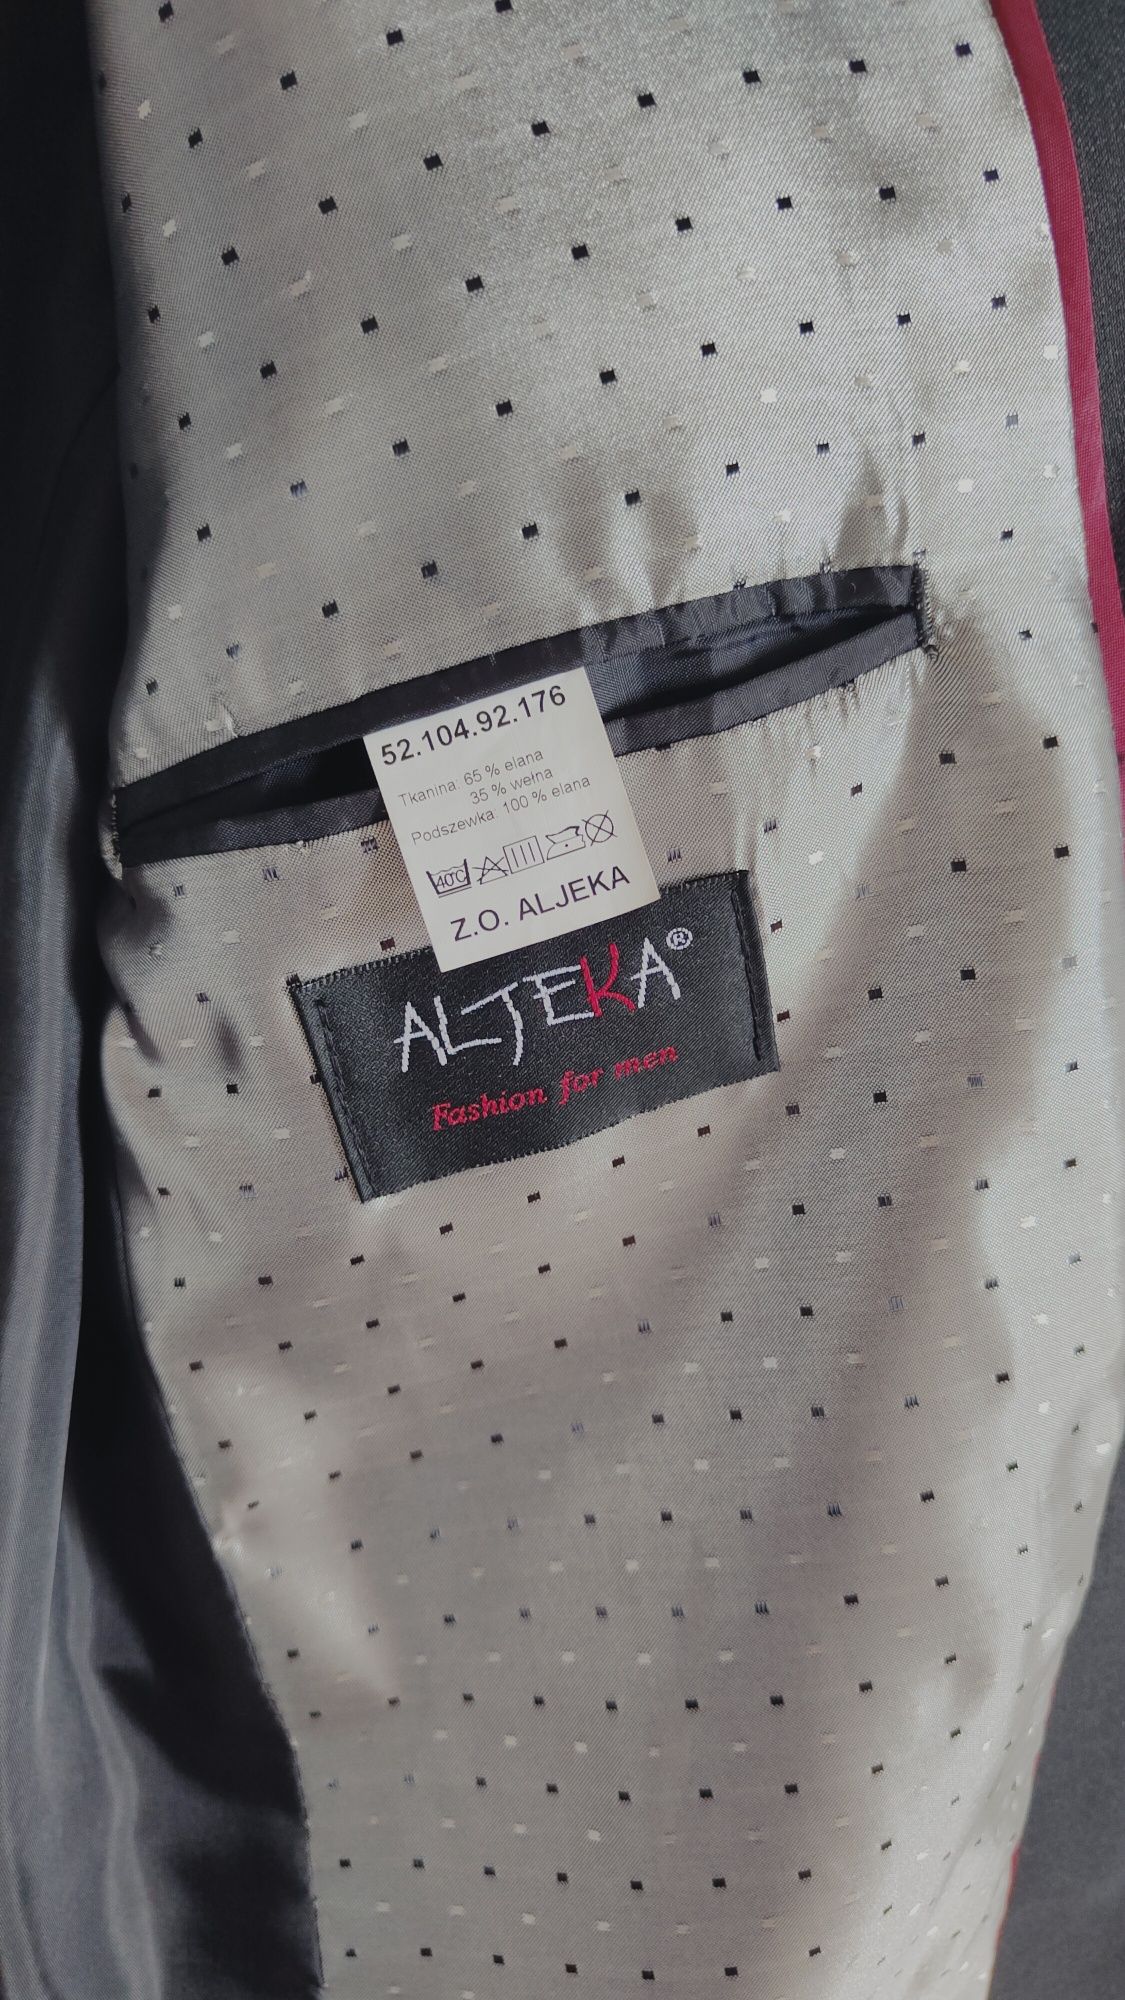 52.104.92.176
Tkanina: 65 % elana
35 % wełna
Podszewka: 100 % elana
40°C
Z.O. ALJEKA
ALJEKA®
Fashion for men